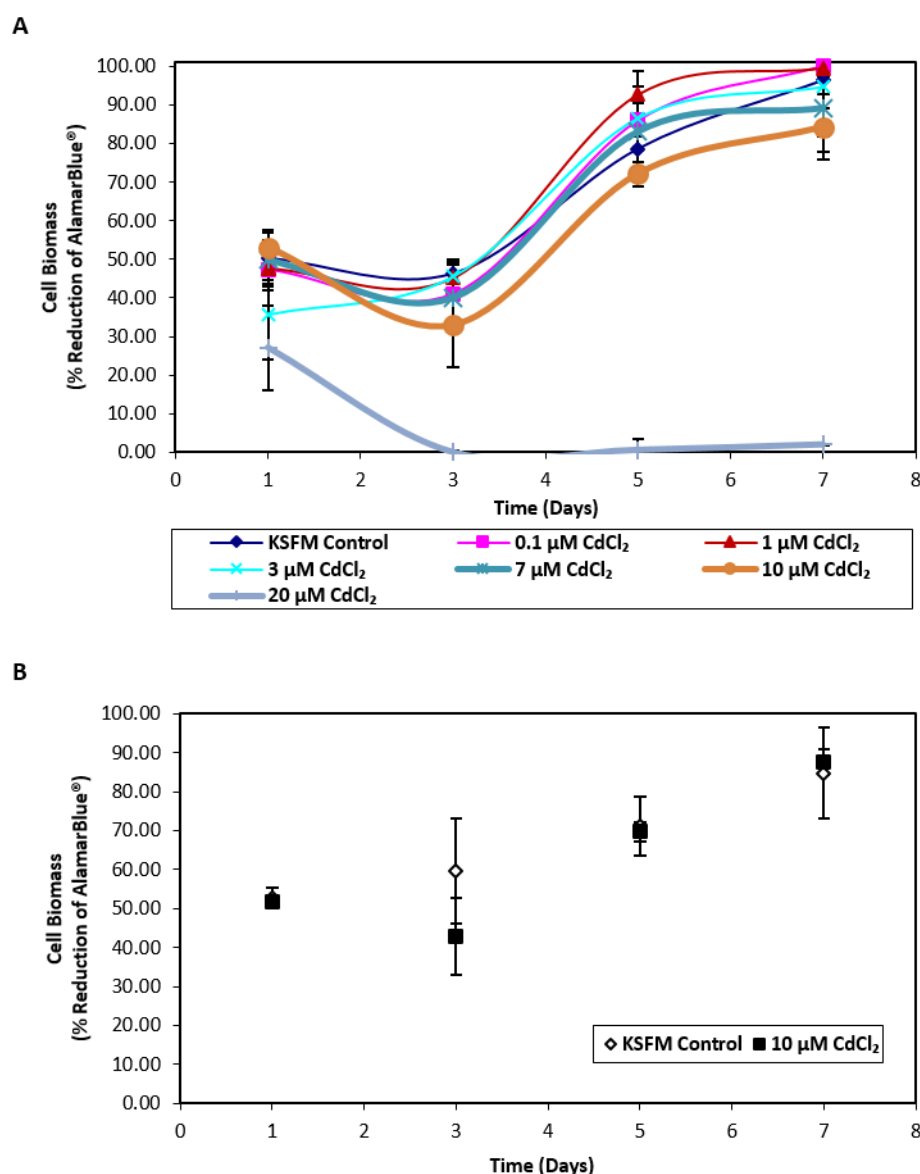 A
100.00
90.00
80.00
70.00
60.00
50.00
40.00
30.00
20.00
10.00
0.00
Cell Biomass
(% Reduction of AlamarBlue®)
0 1 2 3 4 5 6 7 8
Time (Days)
KSFM Control 0.1 µM CdCl₂ 1 µM CdCl₂
3 µM CdCl₂ 7 µM CdCl₂ 10 µM CdCl₂
20 µM CdCl₂
B
100.00
90.00
80.00
70.00
60.00
50.00
40.00
30.00
20.00
10.00
0.00
Cell Biomass
(% Reduction of AlamarBlue®)
KSFM Control 10 µM CdCl₂
0 1 2 3 4 5 6 7 8
Time (Days)